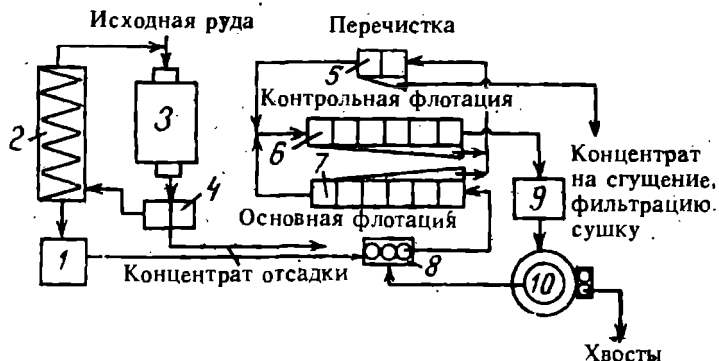 Исходная руда
Перечистка
5
2
3
Контрольная флотация
6
4
7
Концентрат
на сгущение,
фильтрацию.
сушку
9
Основная флотация
1
8
Концентрат отсадки
10
Хвосты